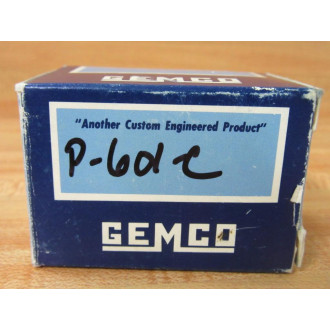 "Another Custom Engineered Product"
P-6dc
GEMCO